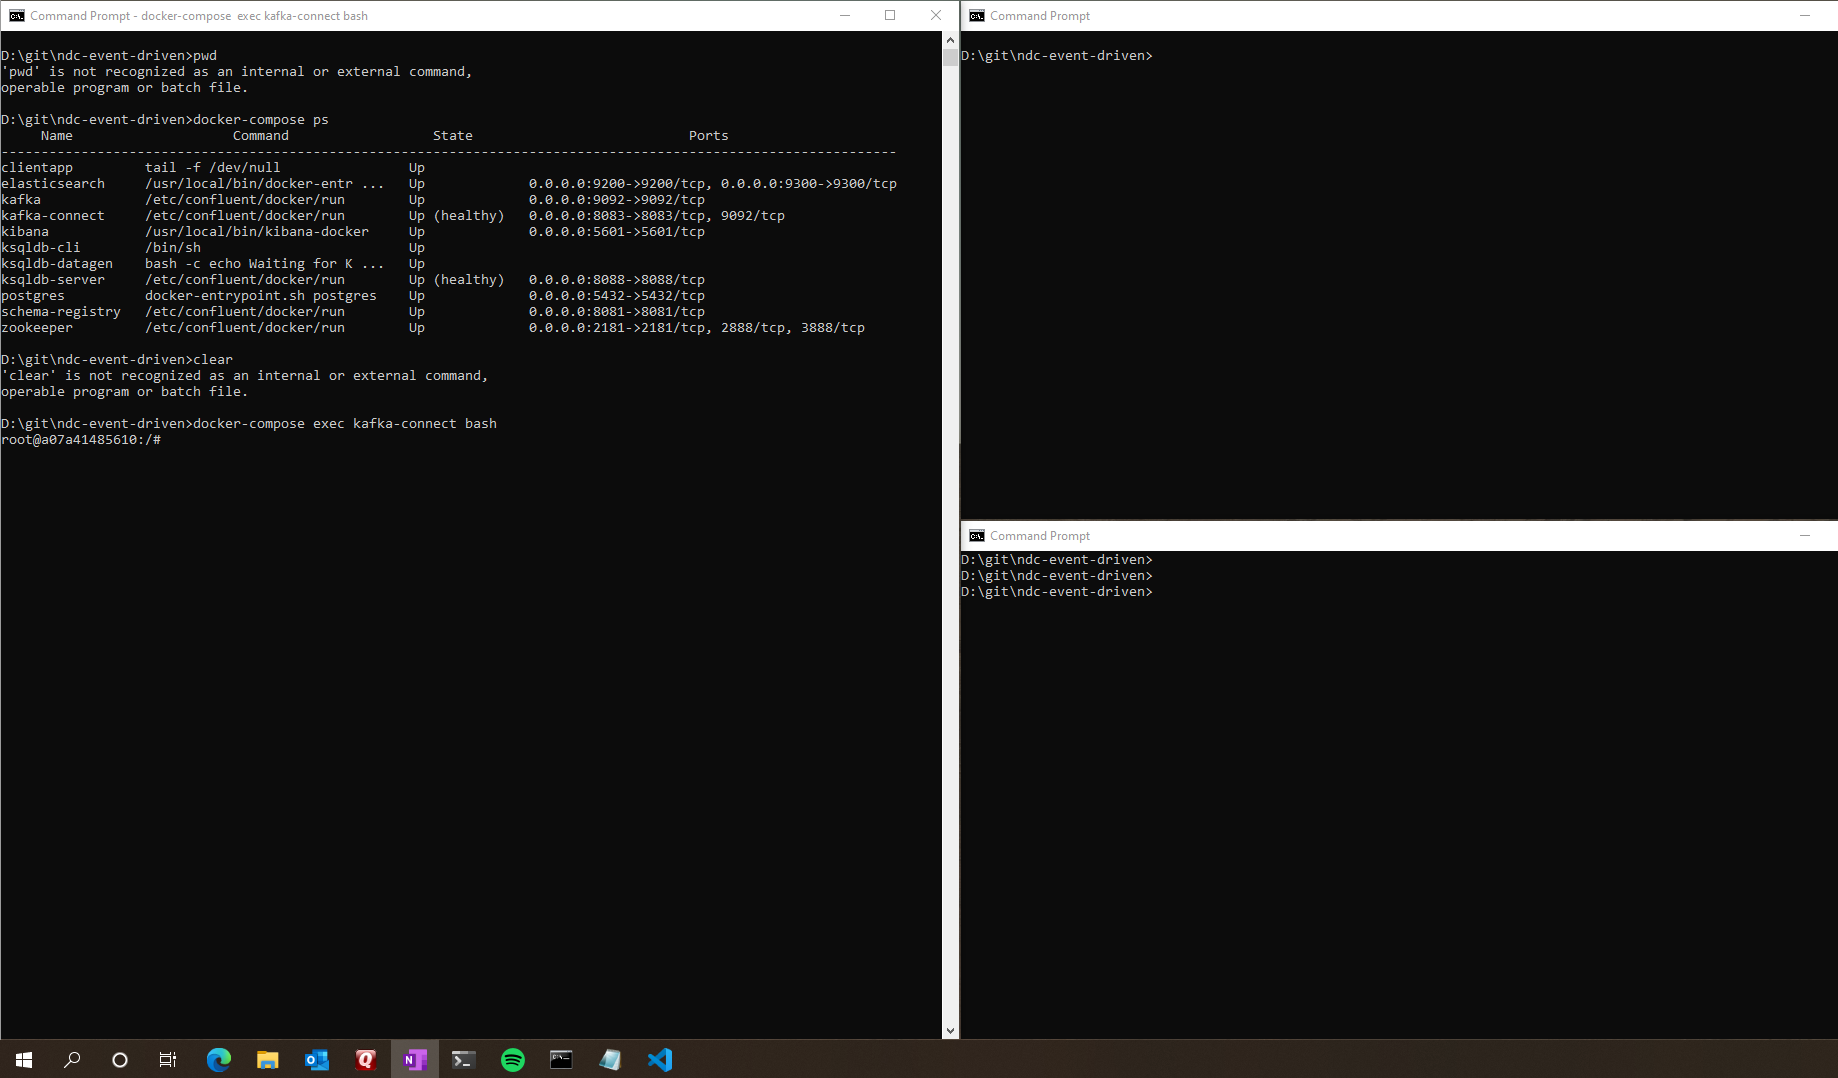 Command Prompt - docker-compose  exec kafka-connect bash
D:\git\ndc-event-driven>pwd
'pwd' is not recognized as an internal or external command,
operable program or batch file.
D:\git\ndc-event-driven>docker-compose ps
     Name                    Command                  State                           Ports
----------------------------------------------------------------------------------------------------------------
clientapp         tail -f /dev/null                Up
elasticsearch     /usr/local/bin/docker-entr ...   Up             0.0.0.0:9200->9200/tcp, 0.0.0.0:9300->9300/tcp
kafka             /etc/confluent/docker/run        Up             0.0.0.0:9092->9092/tcp
kafka-connect     /etc/confluent/docker/run        Up (healthy)   0.0.0.0:8083->8083/tcp, 9092/tcp
kibana            /usr/local/bin/kibana-docker     Up             0.0.0.0:5601->5601/tcp
ksqldb-cli        /bin/sh                          Up
ksqldb-datagen    bash -c echo Waiting for K ...   Up
ksqldb-server     /etc/confluent/docker/run        Up (healthy)   0.0.0.0:8088->8088/tcp
postgres          docker-entrypoint.sh postgres    Up             0.0.0.0:5432->5432/tcp
schema-registry   /etc/confluent/docker/run        Up             0.0.0.0:8081->8081/tcp
zookeeper         /etc/confluent/docker/run        Up             0.0.0.0:2181->2181/tcp, 2888/tcp, 3888/tcp
D:\git\ndc-event-driven>clear
'clear' is not recognized as an internal or external command,
operable program or batch file.
D:\git\ndc-event-driven>docker-compose exec kafka-connect bash
root@a07a41485610:/#
Command Prompt
D:\git\ndc-event-driven>
Command Prompt
D:\git\ndc-event-driven>
D:\git\ndc-event-driven>
D:\git\ndc-event-driven>